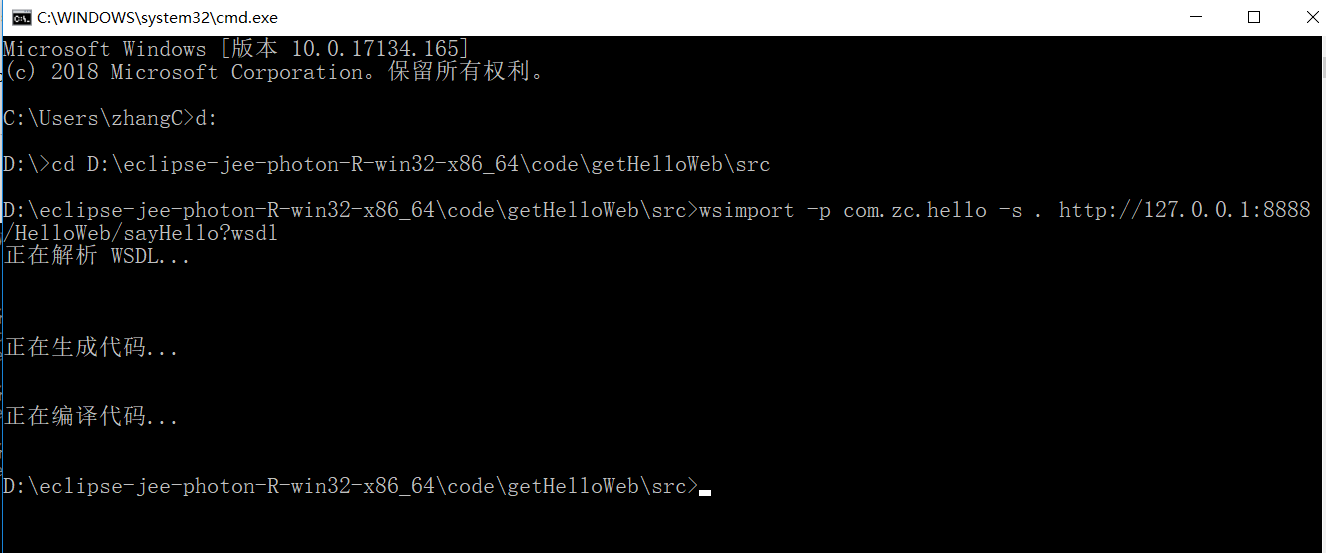 C:\WINDOWS\system32\cmd.exe
Microsoft Windows [版本 10.0.17134.165]
(c) 2018 Microsoft Corporation。保留所有权利。
C:\Users\zhangC>d:
D:\>cd D:\eclipse-jee-photon-R-win32-x86_64\code\getHelloWeb\src
D:\eclipse-jee-photon-R-win32-x86_64\code\getHelloWeb\src>wsimport -p com.zc.hello -s . http://127.0.0.1:8888
/HelloWeb/sayHello?wsdl
正在解析 WSDL...
正在生成代码...
正在编译代码...
D:\eclipse-jee-photon-R-win32-x86_64\code\getHelloWeb\src>